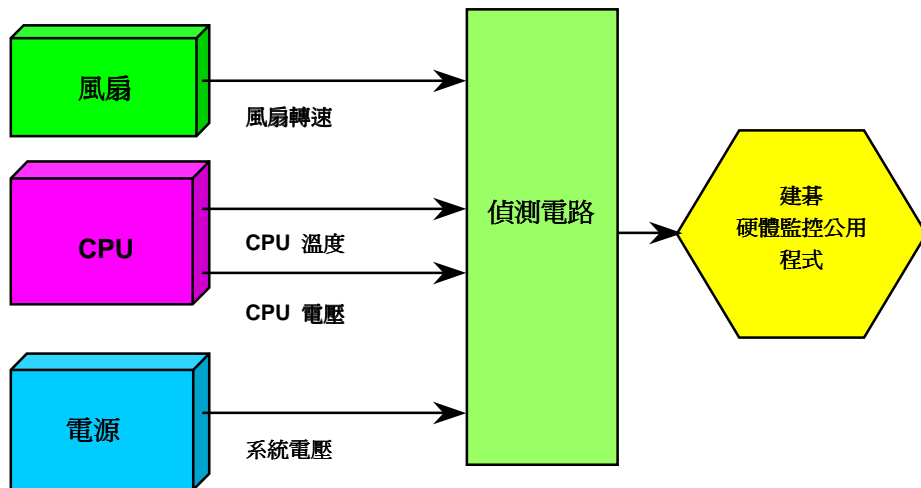 風扇
風扇轉速
CPU
CPU 溫度
CPU 電壓
電源
系統電壓
偵測電路
建碁
硬體監控公用
程式